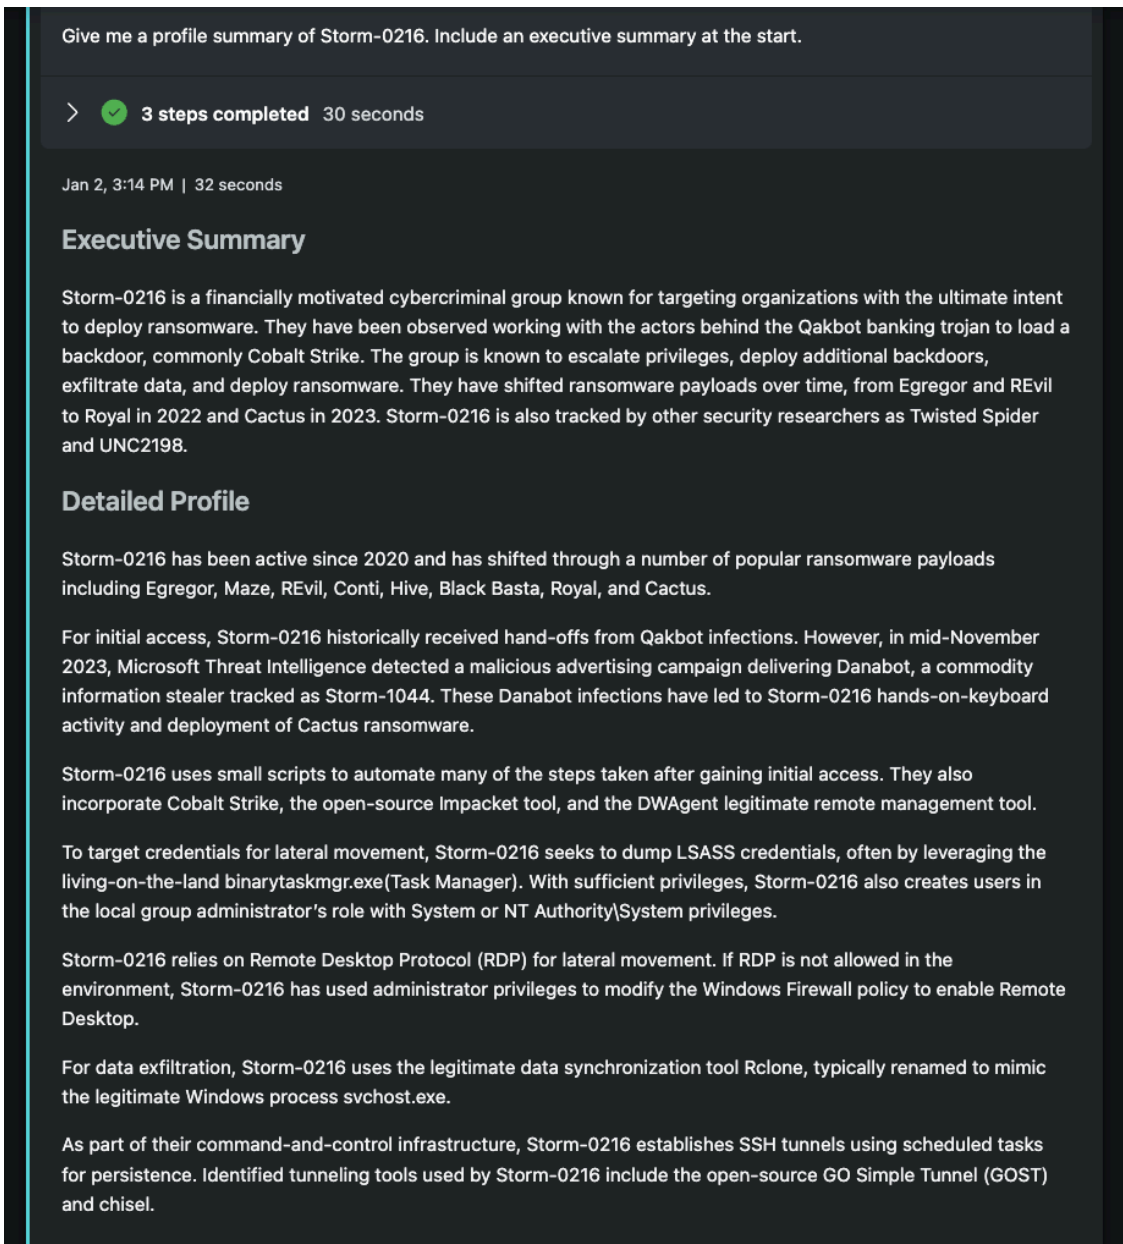 Give me a profile summary of Storm-0216. Include an executive summary at the start.
3 steps completed 30 seconds
Jan 2, 3:14 PM | 32 seconds
Executive Summary
Storm-0216 is a financially motivated cybercriminal group known for targeting organizations with the ultimate intent
to deploy ransomware. They have been observed working with the actors behind the Qakbot banking trojan to load a
backdoor, commonly Cobalt Strike. The group is known to escalate privileges, deploy additional backdoors,
exfiltrate data, and deploy ransomware. They have shifted ransomware payloads over time, from Egregor and REvil
to Royal in 2022 and Cactus in 2023. Storm-0216 is also tracked by other security researchers as Twisted Spider
and UNC2198.
Detailed Profile
Storm-0216 has been active since 2020 and has shifted through a number of popular ransomware payloads
including Egregor, Maze, REvil, Conti, Hive, Black Basta, Royal, and Cactus.
For initial access, Storm-0216 historically received hand-offs from Qakbot infections. However, in mid-November
2023, Microsoft Threat Intelligence detected a malicious advertising campaign delivering Danabot, a commodity
information stealer tracked as Storm-1044. These Danabot infections have led to Storm-0216 hands-on-keyboard
activity and deployment of Cactus ransomware.
Storm-0216 uses small scripts to automate many of the steps taken after gaining initial access. They also
incorporate Cobalt Strike, the open-source Impacket tool, and the DWAgent legitimate remote management tool.
To target credentials for lateral movement, Storm-0216 seeks to dump LSASS credentials, often by leveraging the
living-on-the-land binarytaskmgr.exe(Task Manager). With sufficient privileges, Storm-0216 also creates users in
the local group administrator's role with System or NT Authority\System privileges.
Storm-0216 relies on Remote Desktop Protocol (RDP) for lateral movement. If RDP is not allowed in the
environment, Storm-0216 has used administrator privileges to modify the Windows Firewall policy to enable Remote
Desktop.
For data exfiltration, Storm-0216 uses the legitimate data synchronization tool Rclone, typically renamed to mimic
the legitimate Windows process svchost.exe.
As part of their command-and-control infrastructure, Storm-0216 establishes SSH tunnels using scheduled tasks
for persistence. Identified tunneling tools used by Storm-0216 include the open-source GO Simple Tunnel (GOST)
and chisel.